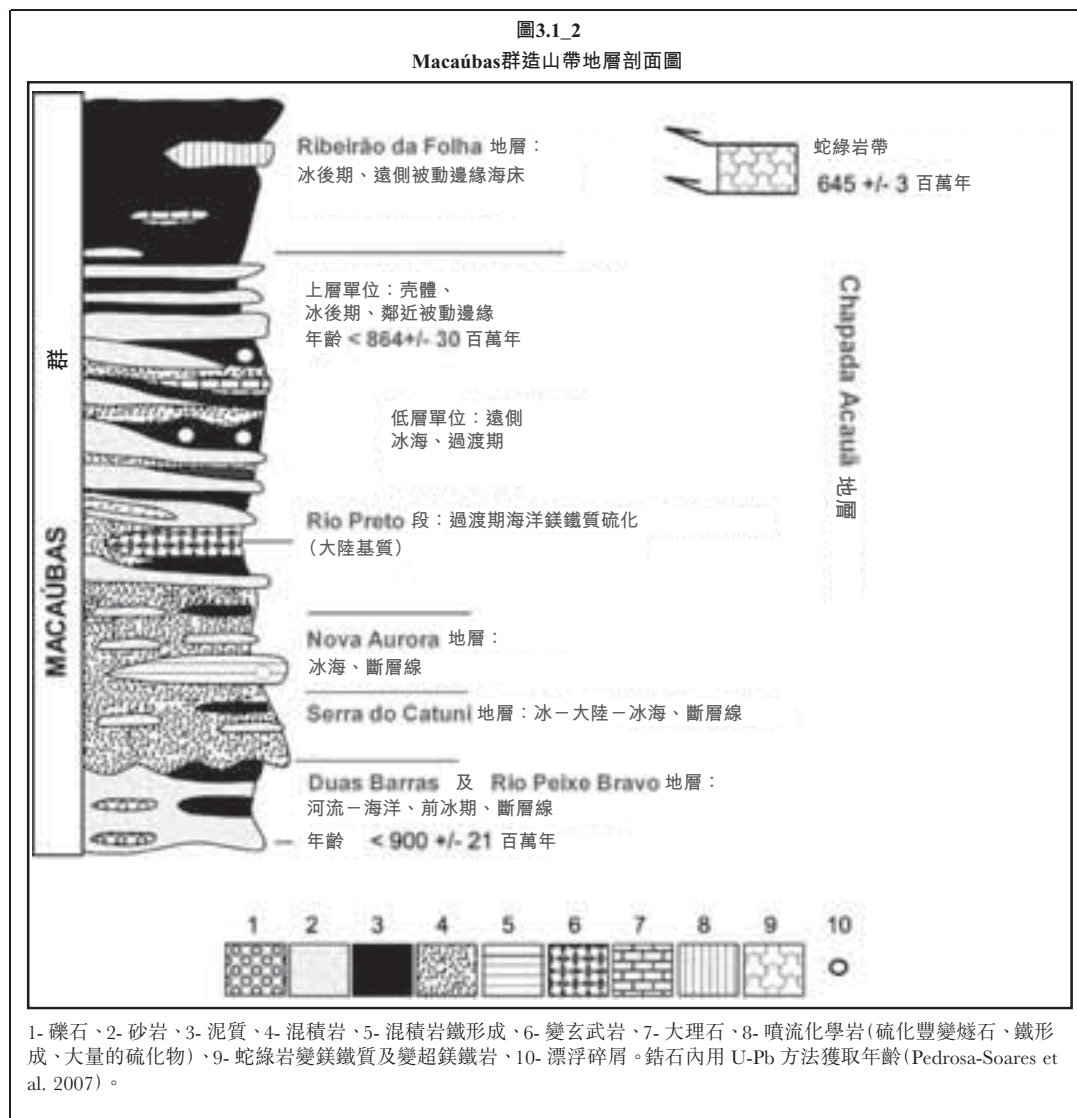 圖3.1_2
Macaúbas群造山帶地層剖面圖
群
MACAÚBAS
Ribeirão da Folha 地層：
冰後期、遠側被動邊緣海床
蛇綠岩帶
645 +/- 3 百萬年
上層單位：壳體、
冰後期、鄰近被動邊緣
年齡 < 864+/- 30 百萬年
低層單位：遠側
冰海、過渡期
Chapada Acauã 地層
Rio Preto 段：過渡期海洋鎂鐵質硫化
（大陸基質）
Nova Aurora 地層：
冰海、斷層線
Serra do Catuni 地層：冰－大陸－冰海、斷層線
Duas Barras 及 Rio Peixe Bravo 地層：
河流－海洋、前冰期、斷層線
年齡 < 900 +/- 21 百萬年
1 2 3 4 5 6 7 8 9 10
1- 礫石、2- 砂岩、3- 泥質、4- 混積岩、5- 混積岩鐵形成、6- 變玄武岩、7- 大理石、8- 噴流化學岩(硫化豐變燧石、鐵形
成、大量的硫化物)、9- 蛇綠岩變鎂鐵質及變超鎂鐵岩、10- 漂浮碎屑。鋯石內用 U-Pb 方法獲取年齡(Pedrosa-Soares et
al. 2007)。